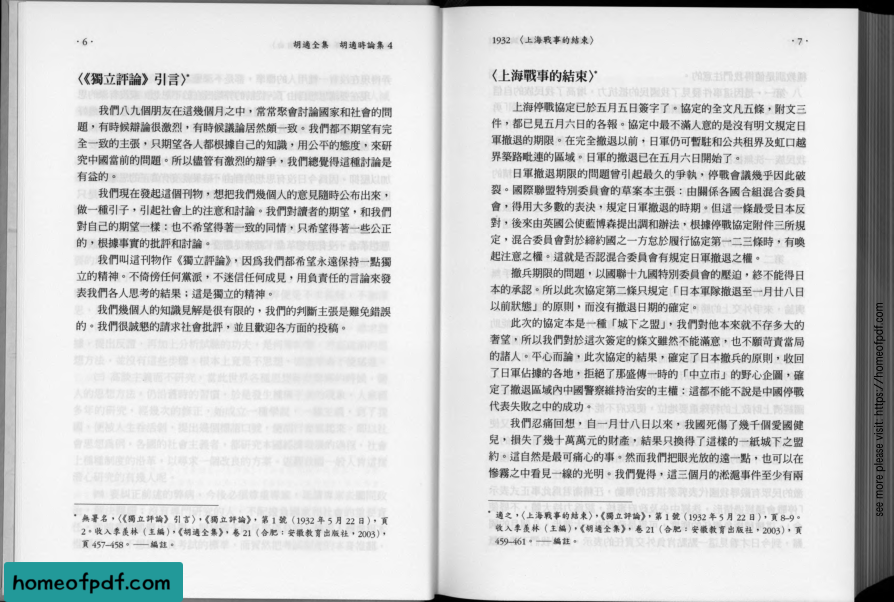 ·6·
胡適全集 胡適時論集4
〈《獨立評論》引言〉*
我們八九個朋友在這幾個月之中,常常聚會討論國家和社會的問
題,有時候辯論很激烈,有時候議論居然頗一致。我們都不期望有完
全一致的主張,只期望各人都根據自己的知識,用公平的態度,來研
究中國當前的問題。所以儘管有激烈的辯爭,我們總覺得這種討論是
有益的。
我們現在發起這個刊物,想把我們幾個人的意見隨時公布出來,
做一種引子,引起社會上的注意和討論。我們對讀者的期望,和我們
對自己的期望一樣:也不希望得著一致的同情,只希望得著一些公正
的,根據事實的批評和討論。
我們叫這刊物作《獨立評論》,因爲我們都希望永遠保持一點獨
立的精神。不倚傍任何黨派,不迷信任何成見,用負責任的言論來發
表我們各人思考的結果:這是獨立的精神。
我們幾個人的知識見解是很有限的,我們的判斷主張是難免錯誤
的。我們很誠懇的請求社會批評,並且歡迎各方面的投稿。
* 無署名,〈《獨立評論》引言〉,《獨立評論》,第1號(1932年5月22日),頁
2。收入季羨林(主編),《胡適全集》,卷21(合肥:安徽教育出版社,2003),
頁457–458。——編註。
1932 〈上海戰事的結束〉
·7·
〈上海戰事的結束〉*
上海停戰協定已於五月五日簽字了。協定的全文凡五條,附文三
件,都已見五月六日的各報。協定中最不滿人意的是沒有明文規定日
軍撤退的期限。在完全撤退以前,日軍仍可暫駐和公共租界及虹口越
界築路毗連的區域。日軍的撤退已在五月六日開始了。
日軍撤退期限的問題曾引起最久的爭執,停戰會議幾乎因此破
裂。國際聯盟特別委員會的草案本主張:由關係各國合組混合委員
會,得用大多數的表決,規定日軍撤退的時期。但這一條最受日本反
對,後來由英國公使藍博森提出調和辦法,根據停戰協定附件三所規
定,混合委員會對於締約國之一方怠於履行協定第一二三條時,有喚
起注意之權。這就是否認混合委員會有規定日軍撤退之權。
撤兵期限的問題,以國聯十九國特別委員會的壓迫,終不能得日
本的承認。所以此次協定第二條只規定「日本軍隊撤退至一月廿八日
以前狀態」的原則,而沒有撤退日期的確定。
此次的協定本是一種「城下之盟」,我們對他本來就不存多大的
奢望,所以我們對於這次簽定的條文雖然不能滿意,也不願苛責當局
的諸人。平心而論,此次協定的結果,確定了日本撤兵的原則,收回
了日軍佔據的各地,拒絕了那盛傳一時的「中立市」的野心企圖,確
定了撤退區域內中國警察維持治安的主權:這都不能不說是中國停戰
代表失敗之中的成功。
我們忍痛回想,自一月廿八日以來,我國死傷了幾千個愛國健
兒,損失了幾十萬萬元的財產,結果只換得了這樣的一紙城下之盟
約。這自然是最可痛心的事。然而我們把眼光放的遠一點,也可以在
慘霧之中看見一線的光明。我們覺得,這三個月的淞滬事件至少有兩
* 適之,〈上海戰事的結束〉,《獨立評論》,第1號(1932年5月22日),頁8–9。
收入季羨林(主編),《胡適全集》,卷21(合肥:安徽教育出版社,2003),頁
459–461。——編註。
see more please visit: https://homeofpdf.com
homeofpdf.com